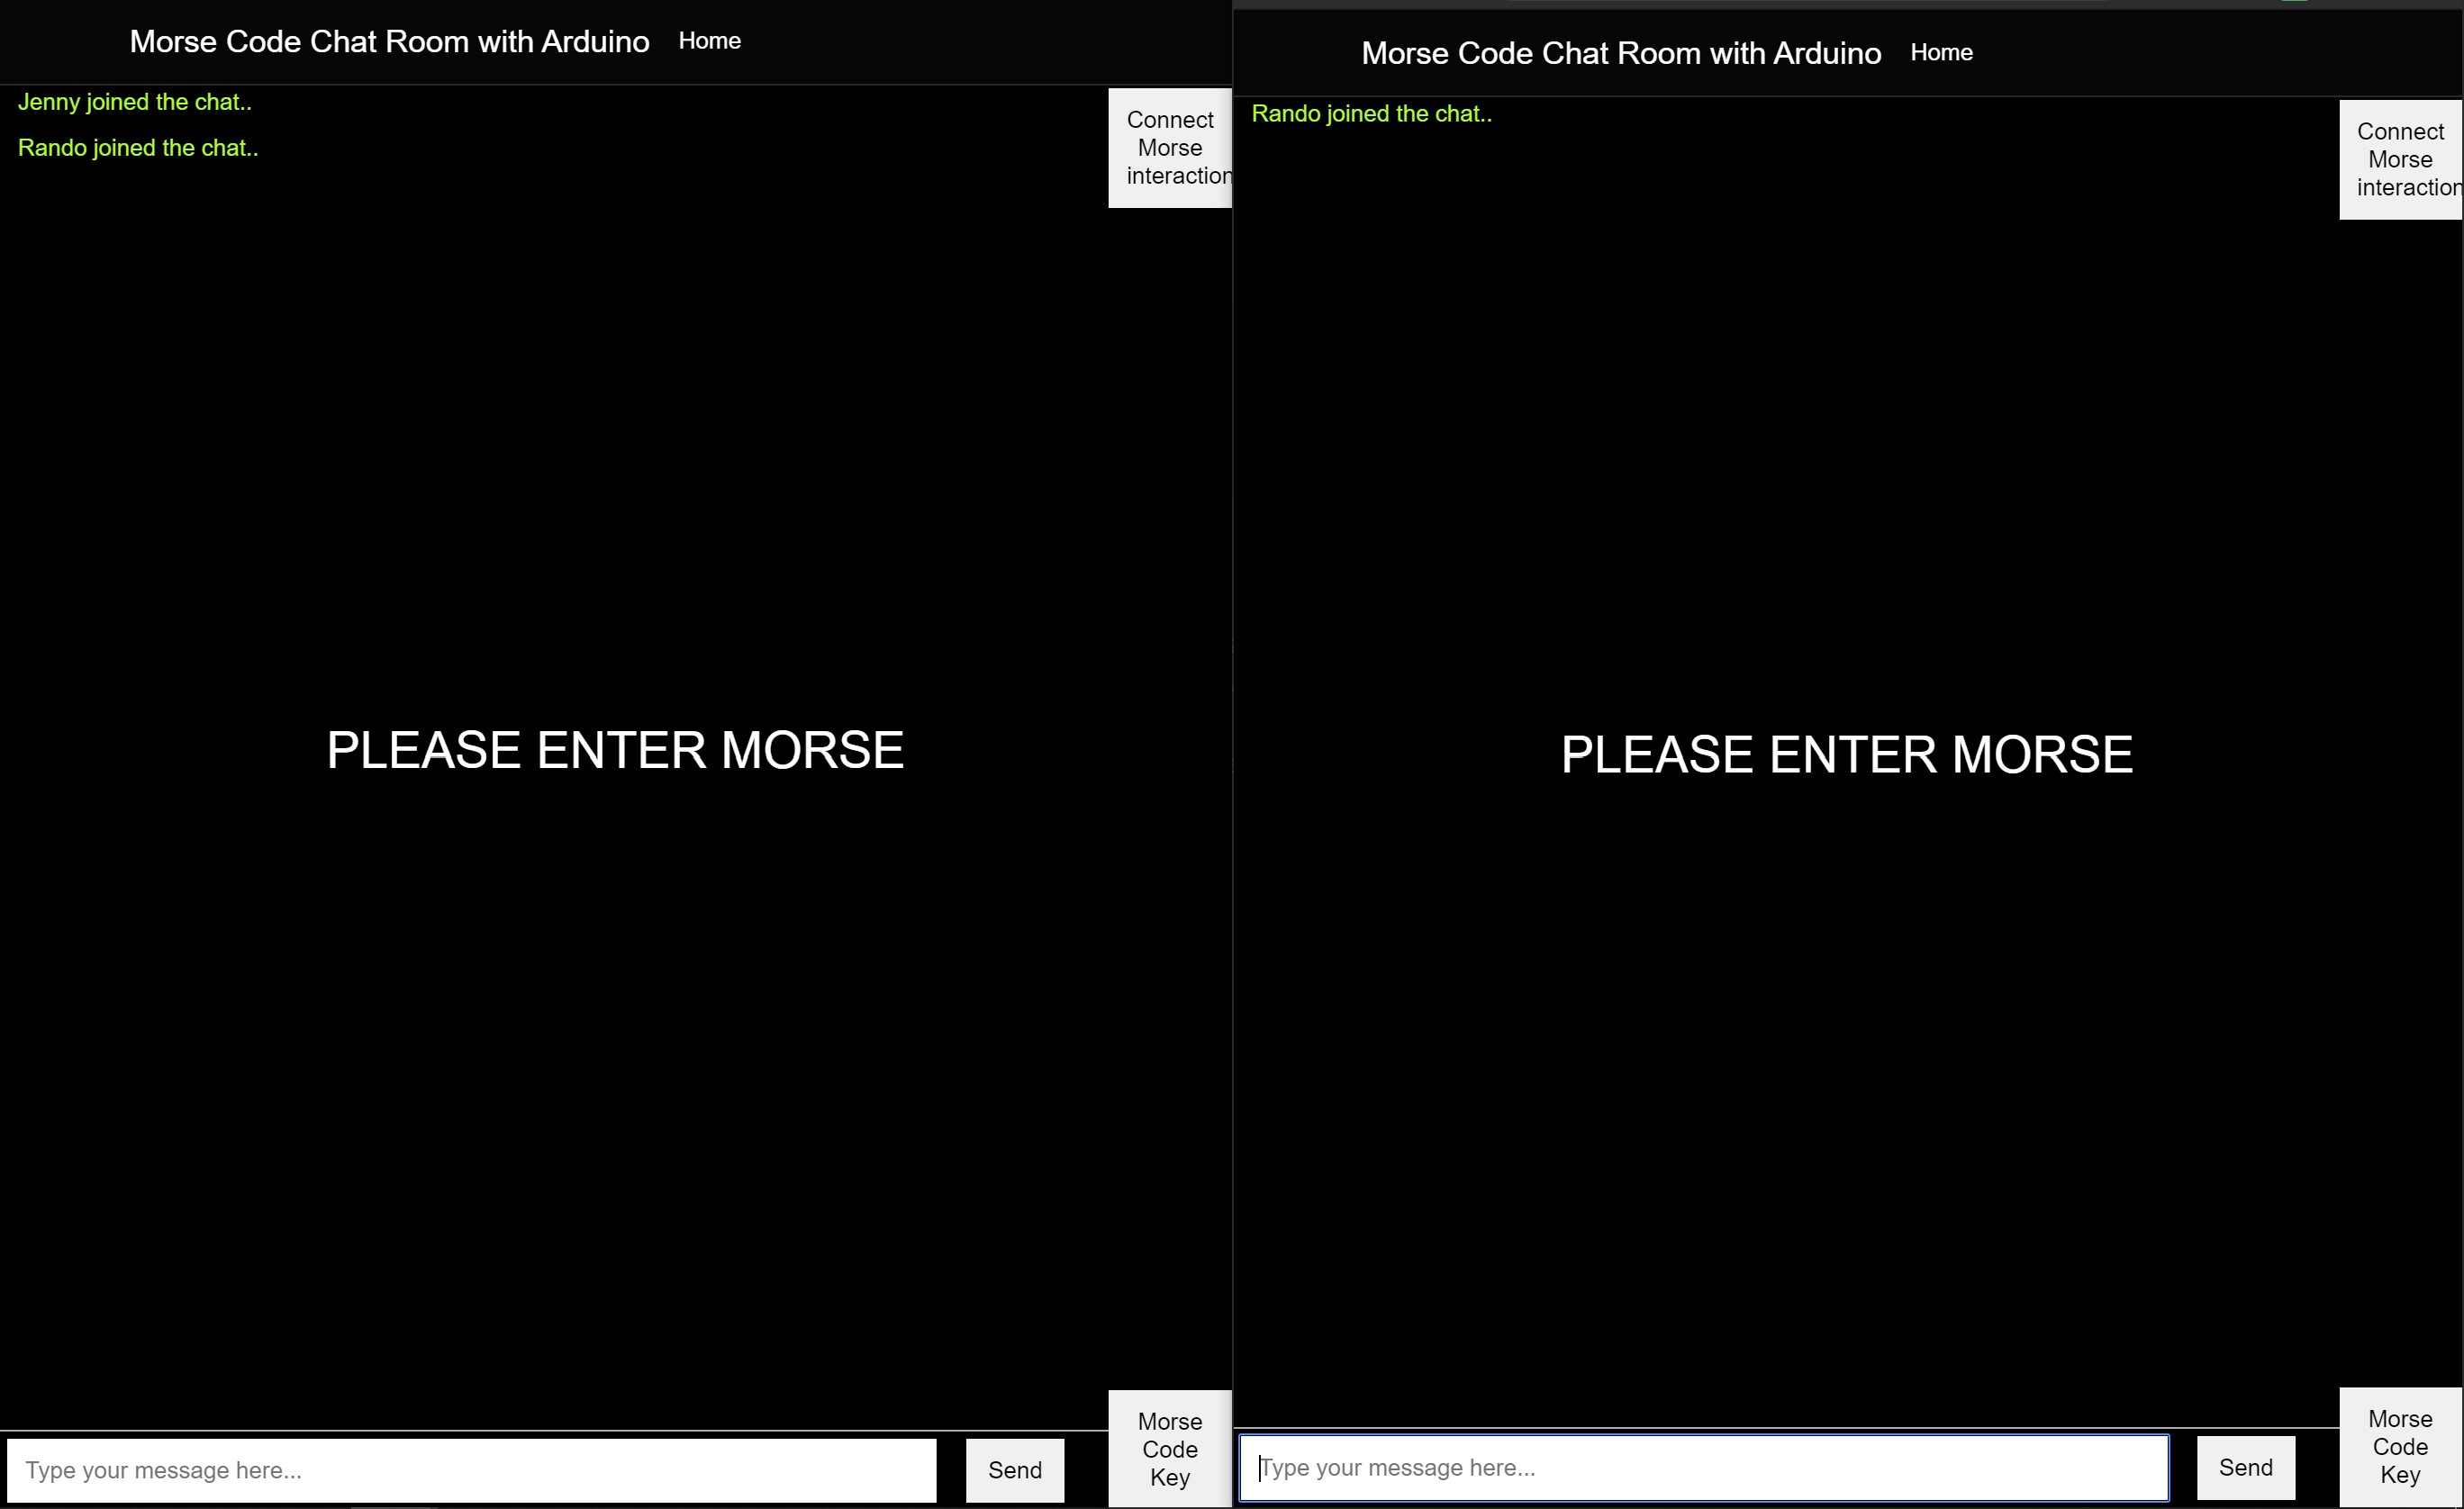 Morse Code Chat Room with Arduino Home
Jenny joined the chat..
Rando joined the chat..
Connect
Morse
interaction
PLEASE ENTER MORSE
Morse
Code
Key
Type your message here...
Send
Morse Code Chat Room with Arduino Home
Rando joined the chat..
Connect
Morse
interaction
PLEASE ENTER MORSE
Morse
Code
Key
Type your message here...
Send